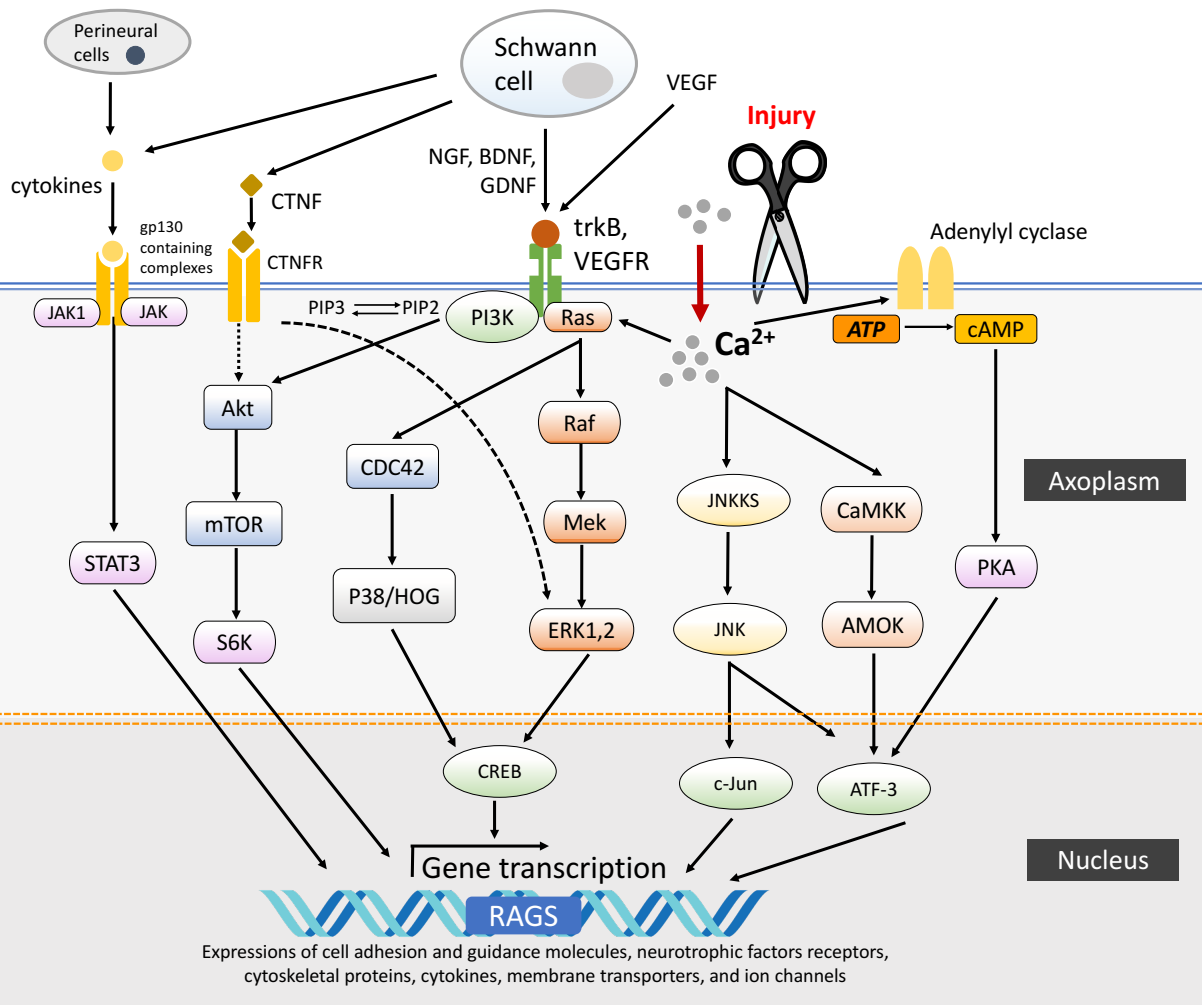 Perineural
cells
Schwann
cell
VEGF
Injury
NGF, BDNF,
GDNF
cytokines
CTNF
gp130
containing
complexes
CTNFR
trkB,
VEGFR
Adenylyl cyclase
JAK1
JAK
PIP3
PIP2
PI3K
Ras
Ca2+
ATP
cAMP
Akt
Raf
CDC42
Axoplasm
JNKKS
CaMKK
mTOR
Mek
STAT3
PKA
P38/HOG
S6K
ERK1,2
JNK
AMOK
CREB
c-Jun
ATF-3
Nucleus
Gene transcription
RAGS
Expressions of cell adhesion and guidance molecules, neurotrophic factors receptors,
cytoskeletal proteins, cytokines, membrane transporters, and ion channels